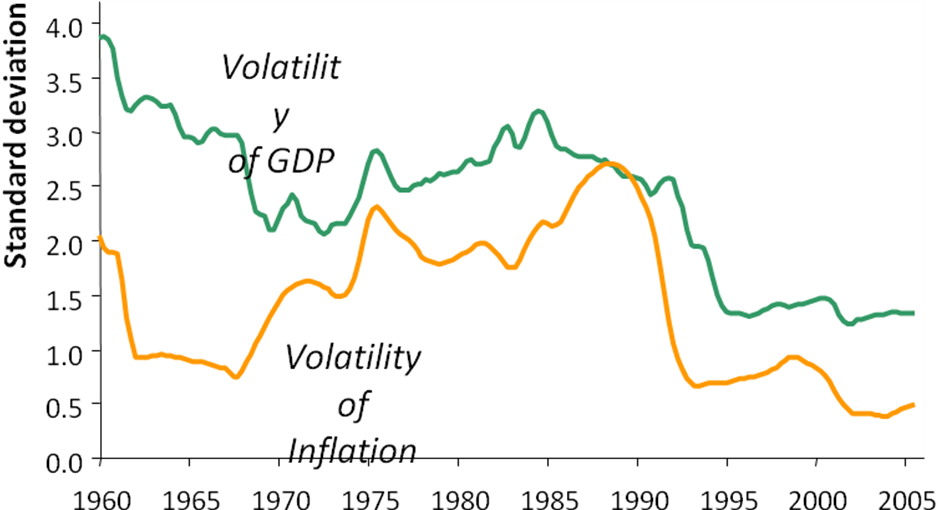 Standard deviation
4.0
3.5
3.0
2.5
2.0
1.5
1.0
0.5
0.0
Volatilit
y
of GDP
Volatility
of
Inflation
1960 1965 1970 1975 1980 1985 1990 1995 2000 2005